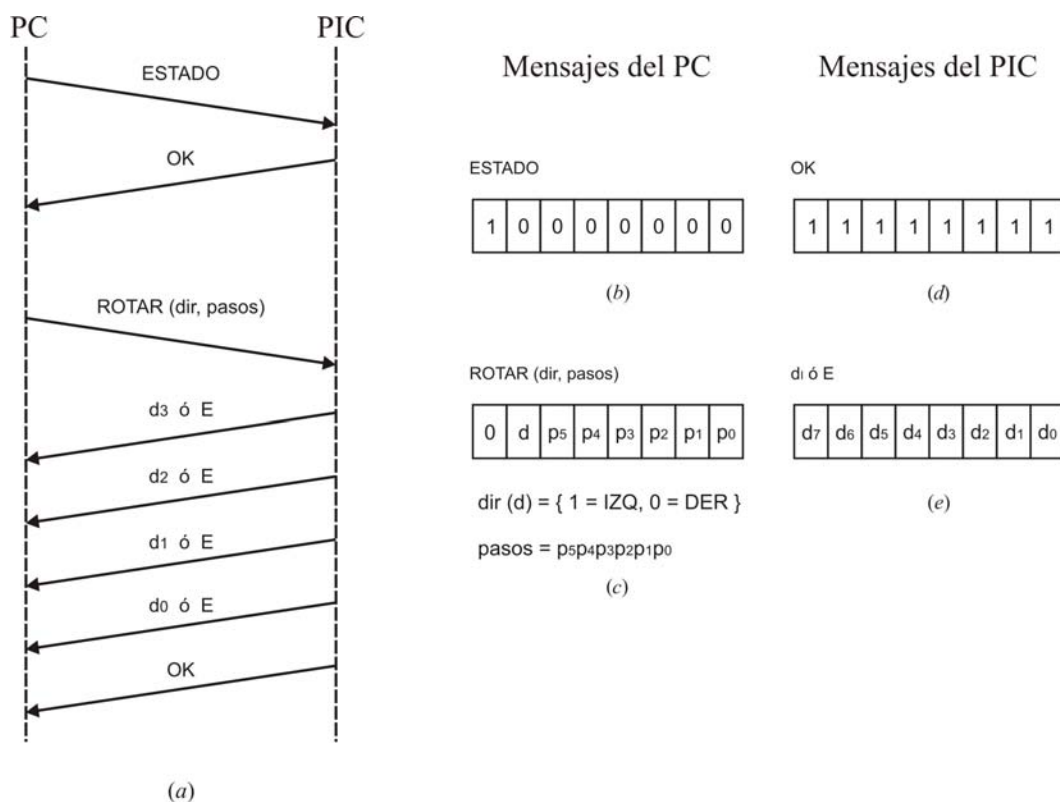 PC PIC
ESTADO
OK
ROTAR (dir, pasos)
d3 ó E
d2 ó E
d1 ó E
d0 ó E
OK
(a)
Mensajes del PC
ESTADO
1 0 0 0 0 0 0 0
(b)
ROTAR (dir, pasos)
0 d p5 p4 p3 p2 p1 p0
dir (d) = { 1 = IZQ, 0 = DER }
pasos = p5p4p3p2p1p0
(c)
Mensajes del PIC
OK
1 1 1 1 1 1 1 1
(d)
dI ó E
d7 d6 d5 d4 d3 d2 d1 d0
(e)